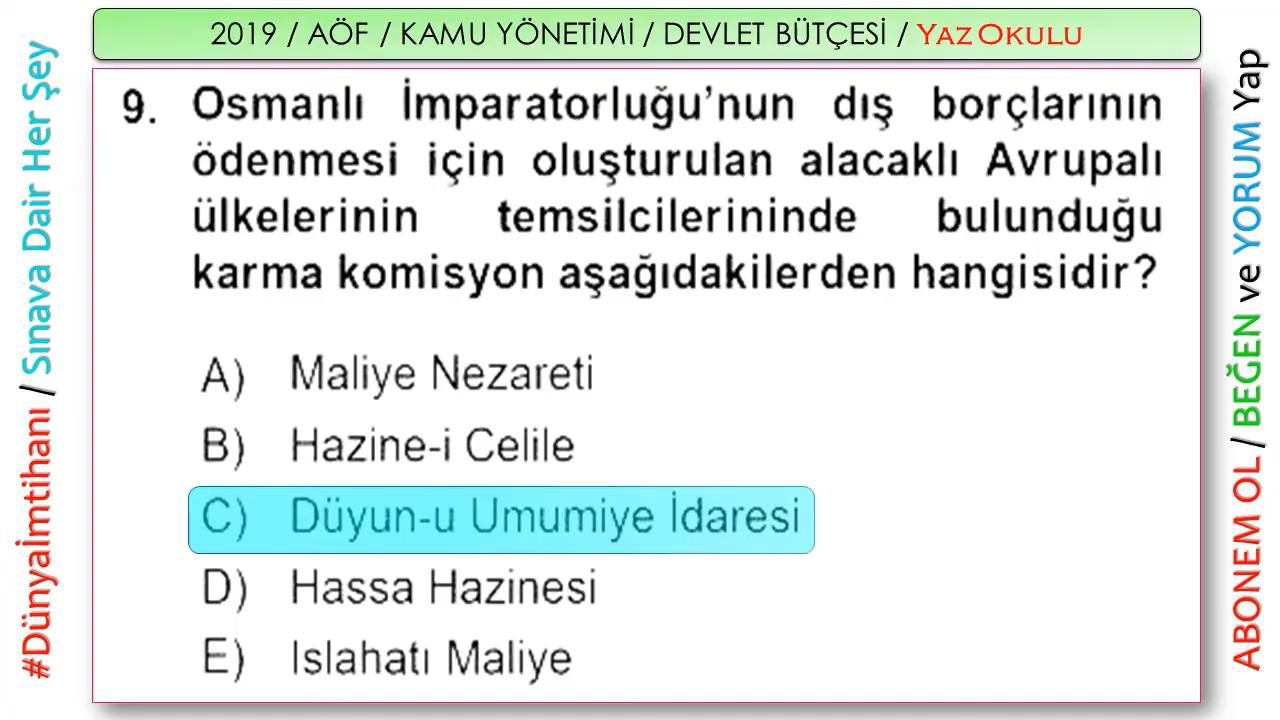 2019 / AÖF / KAMU YÖNETİMİ / DEVLET BÜTÇESİ / YAZ OKULU
#Dünyaİmtihanı / Sınava Dair Her Şey
9. Osmanlı İmparatorluğu'nun dış borçlarının
ödenmesi için oluşturulan alacaklı Avrupalı
ülkelerinin temsilcilerininde bulunduğu
karma komisyon aşağıdakilerden hangisidir?
A) Maliye Nezareti
B) Hazine-i Celile
C) Düyun-u Umumiye İdaresi
D) Hassa Hazinesi
E) Islahatı Maliye
ABONEM OL / BEĞEN ve YORUM Yap